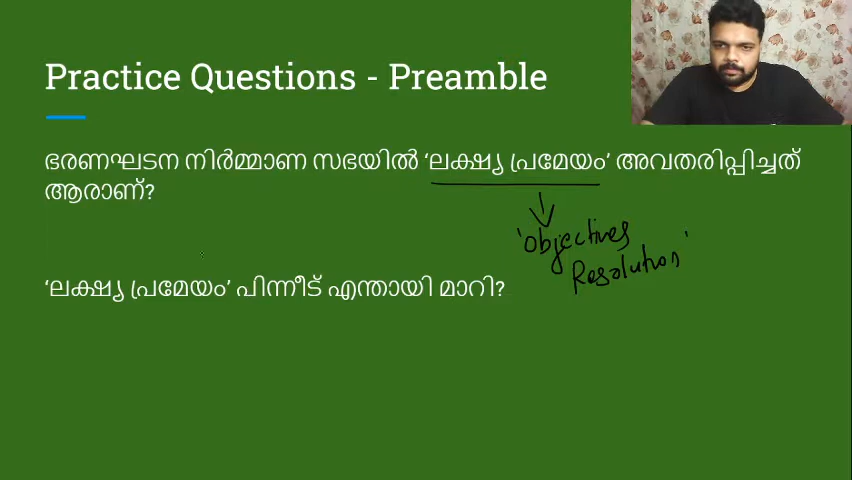 Practice Questions - Preamble
ഭരണഘടന നിർമ്മാണ സഭയിൽ ‘ലക്ഷ്യ പ്രമേയം’ അവതരിപ്പിച്ചത്
ആരാണ്?
'Objectives
Resolution'
‘ലക്ഷ്യ പ്രമേയം’ പിന്നീട് എന്തായി മാറി?